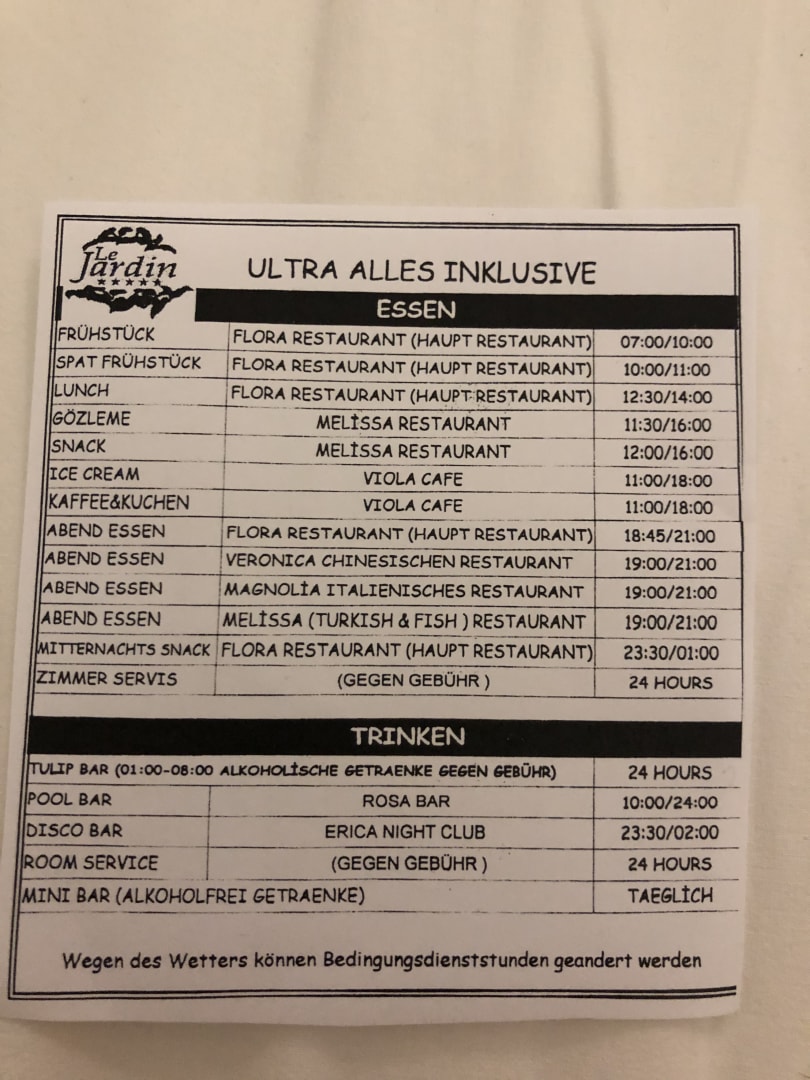 Le
Jardin
★★★★★
ULTRA ALLES INKLUSIVE
ESSEN
FRÜHSTÜCK FLORA RESTAURANT (HAUPT RESTAURANT) 07:00/10:00
SPAT FRÜHSTÜCK FLORA RESTAURANT (HAUPT RESTAURANT) 10:00/11:00
LUNCH FLORA RESTAURANT (HAUPT RESTAURANT) 12:30/14:00
GÖZLEME MELİSSA RESTAURANT 11:30/16:00
SNACK MELİSSA RESTAURANT 12:00/16:00
ICE CREAM VIOLA CAFE 11:00/18:00
KAFFEE&KUCHEN VIOLA CAFE 11:00/18:00
ABEND ESSEN FLORA RESTAURANT (HAUPT RESTAURANT) 18:45/21:00
ABEND ESSEN VERONICA CHINESISCHEN RESTAURANT 19:00/21:00
ABEND ESSEN MAGNOLİA ITALIENISCHES RESTAURANT 19:00/21:00
ABEND ESSEN MELİSSA (TURKISH & FISH ) RESTAURANT 19:00/21:00
MITTERNACHTS SNACK FLORA RESTAURANT (HAUPT RESTAURANT) 23:30/01:00
ZIMMER SERVIS (GEGEN GEBÜHR ) 24 HOURS
TRINKEN
TULIP BAR (01:00-08:00 ALKOHOLİSCHE GETRAENKE GEGEN GEBÜHR) 24 HOURS
POOL BAR ROSA BAR 10:00/24:00
DISCO BAR ERICA NIGHT CLUB 23:30/02:00
ROOM SERVICE (GEGEN GEBÜHR ) 24 HOURS
MINI BAR (ALKOHOLFREI GETRAENKE) TAEGLİCH
Wegen des Wetters können Bedingungsdienststunden geandert werden